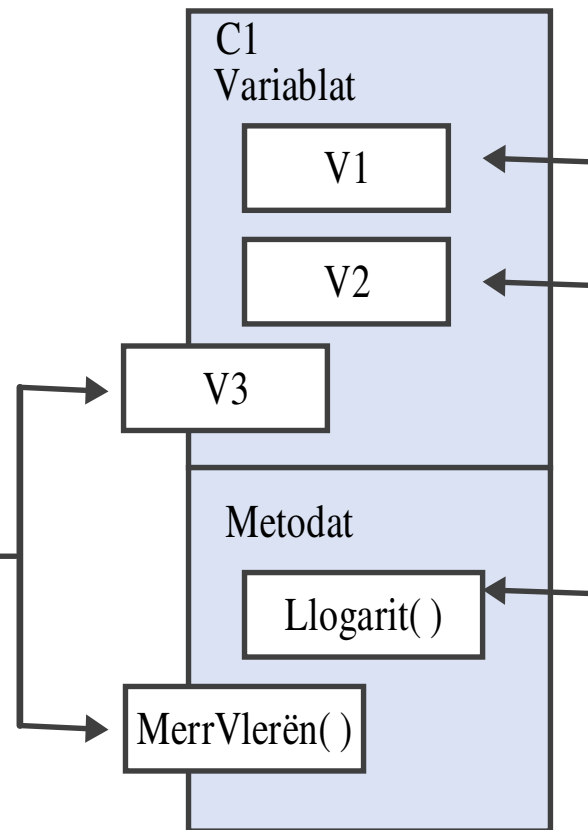 C1
Variablat
V1
V2
V3
Metodat
Llogarit( )
MerrVlerën( )